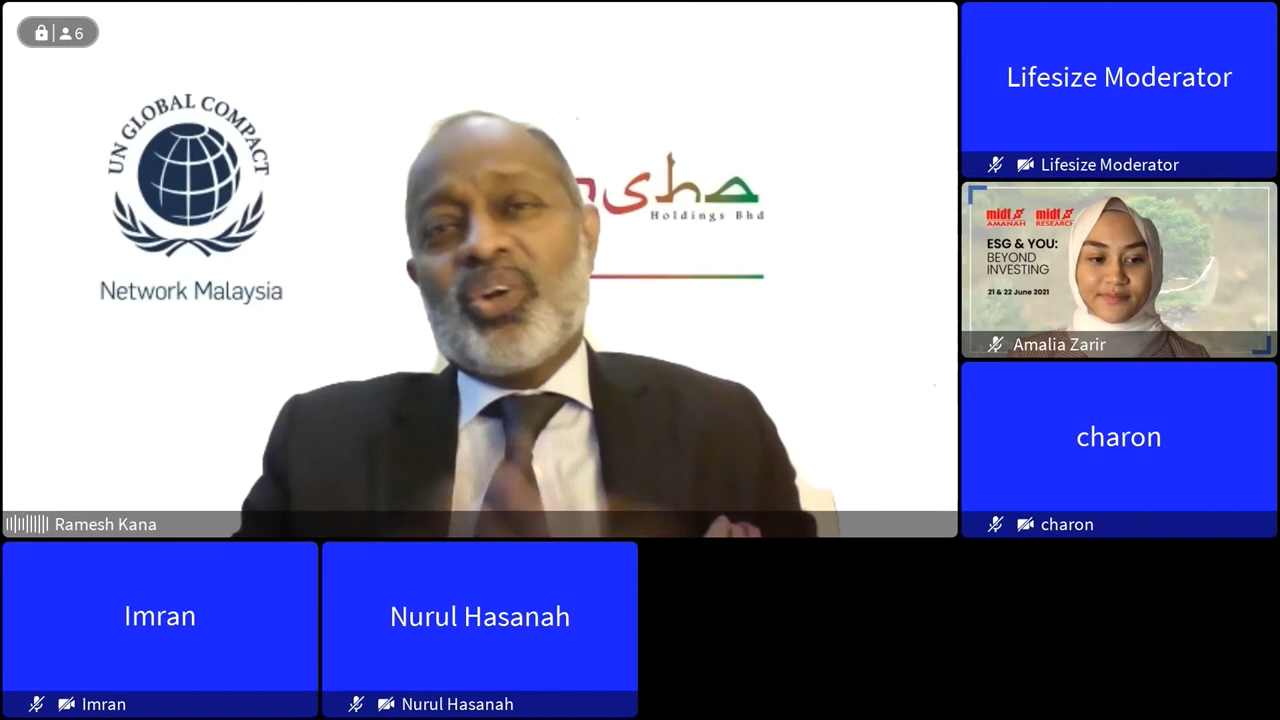 6
UN GLOBAL COMPACT
Network Malaysia
Holdings Bhd
Ramesh Kana
Lifesize Moderator
Lifesize Moderator
midf midf
AMANAH RESEARCH
ESG & YOU:
BEYOND
INVESTING
21 & 22 June 2021
Amalia Zarir
charon
charon
Imran
Imran
Nurul Hasanah
Nurul Hasanah